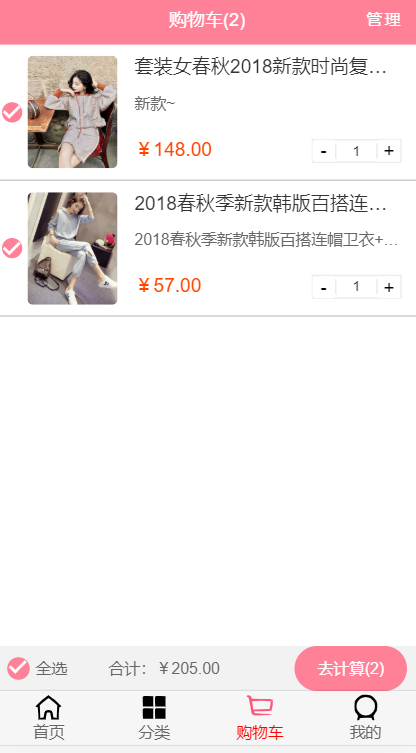 购物车(2)
管理
套装女春秋2018新款时尚复…
新款~
￥148.00
- 1 +
2018春秋季新款韩版百搭连…
2018春秋季新款韩版百搭连帽卫衣+…
￥57.00
- 1 +
全选 合计：￥205.00 去计算(2)
首页 分类 购物车 我的